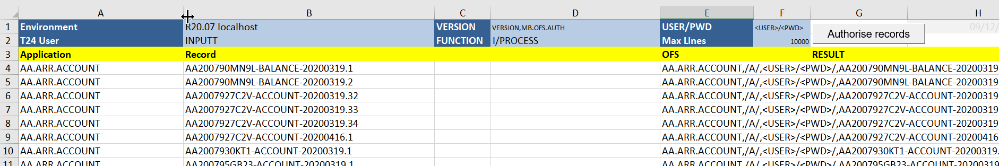 A B C D E F G H
1 Environment R20.07 localhost VERSION VERSION,MB.OFS.AUTH USER/PWD <USER>/<PWD> 09/12/
2 T24 User INPUTT FUNCTION I/PROCESS Max Lines 10000 Authorise records
3 Application Record OFS RESULT
4 AA.ARR.ACCOUNT AA200790MN9L-BALANCE-20200319.1 AA.ARR.ACCOUNT,/A/,<USER>/<PWD>/,AA200790MN9L-BALANCE-20200319
5 AA.ARR.ACCOUNT AA200790MN9L-BALANCE-20200319.2 AA.ARR.ACCOUNT,/A/,<USER>/<PWD>/,AA200790MN9L-BALANCE-20200319
6 AA.ARR.ACCOUNT AA2007927C2V-ACCOUNT-20200319.32 AA.ARR.ACCOUNT,/A/,<USER>/<PWD>/,AA2007927C2V-ACCOUNT-20200319
7 AA.ARR.ACCOUNT AA2007927C2V-ACCOUNT-20200319.33 AA.ARR.ACCOUNT,/A/,<USER>/<PWD>/,AA2007927C2V-ACCOUNT-20200319
8 AA.ARR.ACCOUNT AA2007927C2V-ACCOUNT-20200319.34 AA.ARR.ACCOUNT,/A/,<USER>/<PWD>/,AA2007927C2V-ACCOUNT-20200319
9 AA.ARR.ACCOUNT AA2007927C2V-ACCOUNT-20200416.1 AA.ARR.ACCOUNT,/A/,<USER>/<PWD>/,AA2007927C2V-ACCOUNT-20200416
10 AA.ARR.ACCOUNT AA2007930KT1-ACCOUNT-20200319.1 AA.ARR.ACCOUNT,/A/,<USER>/<PWD>/,AA2007930KT1-ACCOUNT-20200319.
11 AA.ARR.ACCOUNT AA200795GB23-ACCOUNT-20200319.1 AA.ARR.ACCOUNT,/A/,<USER>/<PWD>/,AA200795GB23-ACCOUNT-20200319